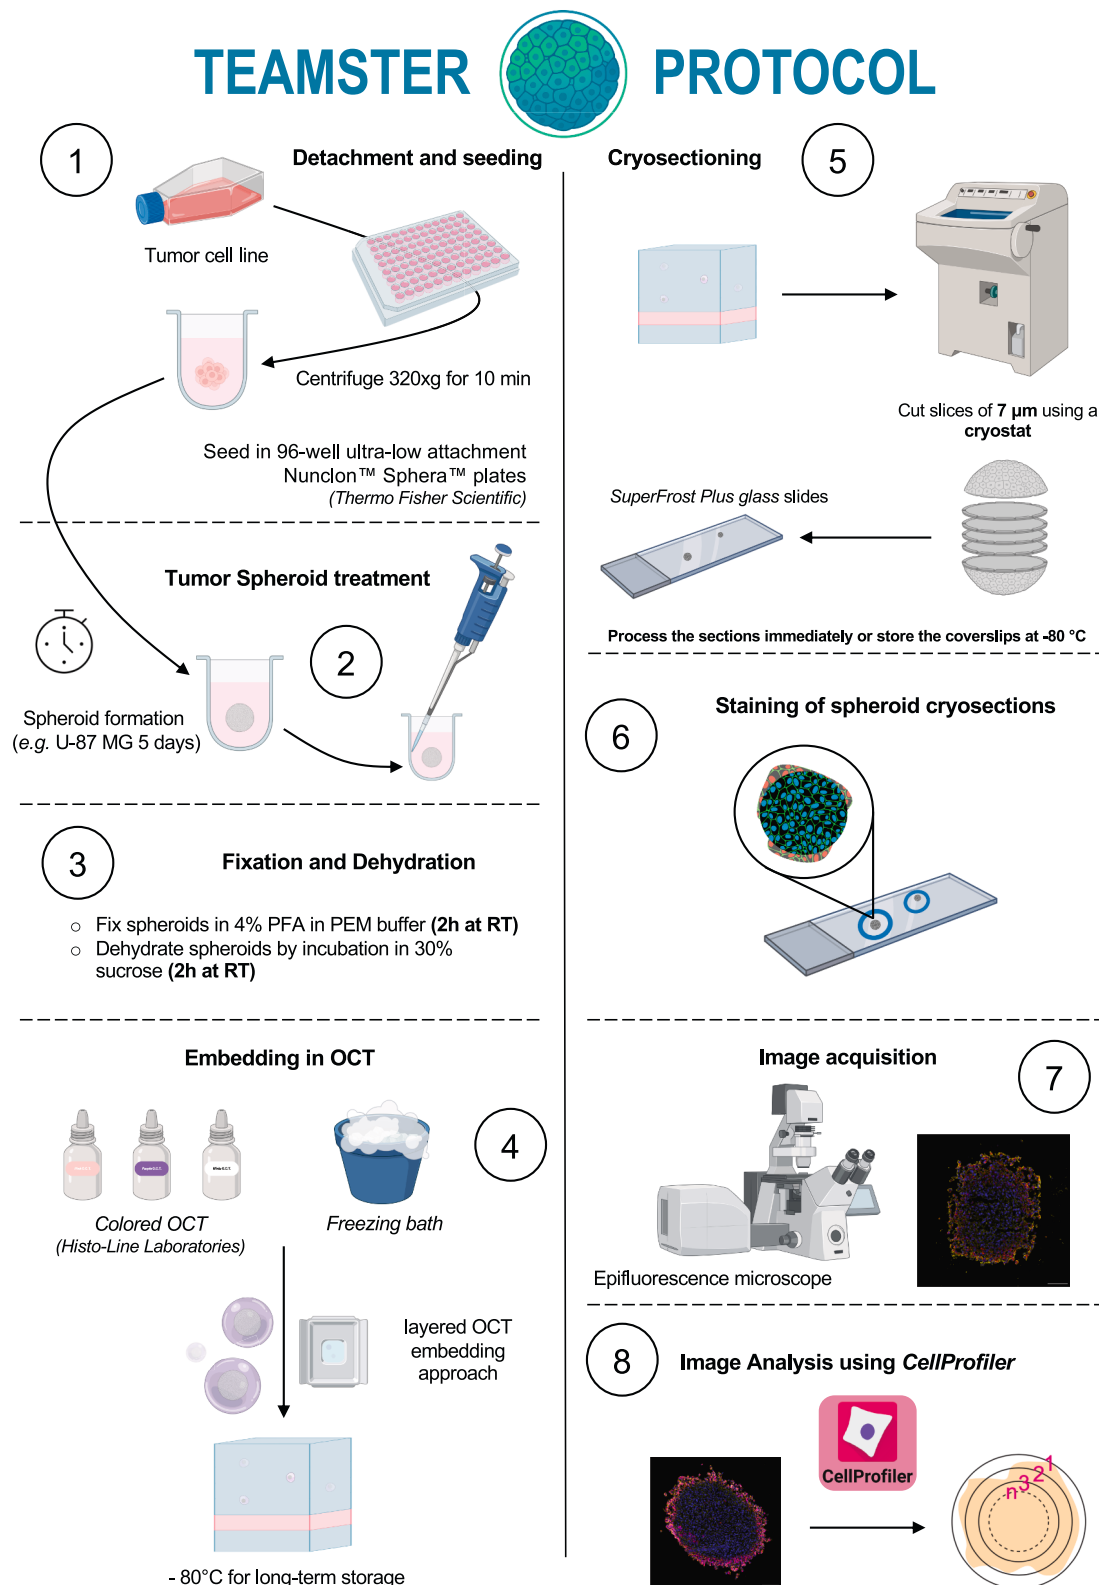 TEAMSTER PROTOCOL
1
Detachment and seeding
Tumor cell line
Centrifuge 320xg for 10 min
Seed in 96-well ultra-low attachment
Nunclon™ Sphera™ plates
(Thermo Fisher Scientific)
Tumor Spheroid treatment
2
Spheroid formation
(e.g. U-87 MG 5 days)
3
Fixation and Dehydration
Fix spheroids in 4% PFA in PEM buffer (2h at RT)
Dehydrate spheroids by incubation in 30%
sucrose (2h at RT)
Embedding in OCT
4
Purple O.C.T.
White O.C.T.
Colored OCT
(Histo-Line Laboratories)
Freezing bath
layered OCT
embedding
approach
- 80°C for long-term storage
Cryosectioning
5
Cut slices of 7 µm using a
cryostat
SuperFrost Plus glass slides
Process the sections immediately or store the coverslips at -80 °C
6
Staining of spheroid cryosections
Image acquisition
7
Epifluorescence microscope
8
Image Analysis using CellProfiler
CellProfiler
n 3 2 1